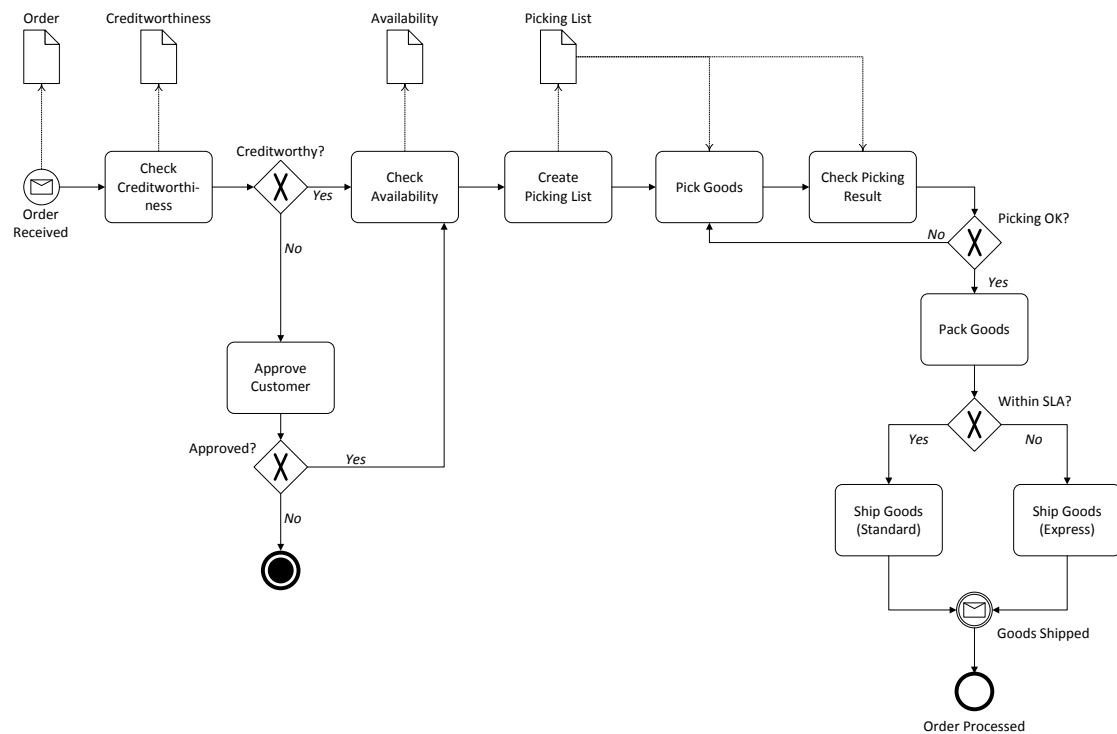 Order
Creditworthiness
Availability
Picking List
Creditworthy?
Check
Creditworthi-
ness
Yes
Check
Availability
Create
Picking List
Pick Goods
Check Picking
Result
Order
Received
No
Picking OK?
No
Yes
Pack Goods
Approve
Customer
Within SLA?
Yes
No
Approved?
Yes
No
Ship Goods
(Standard)
Ship Goods
(Express)
Goods Shipped
Order Processed